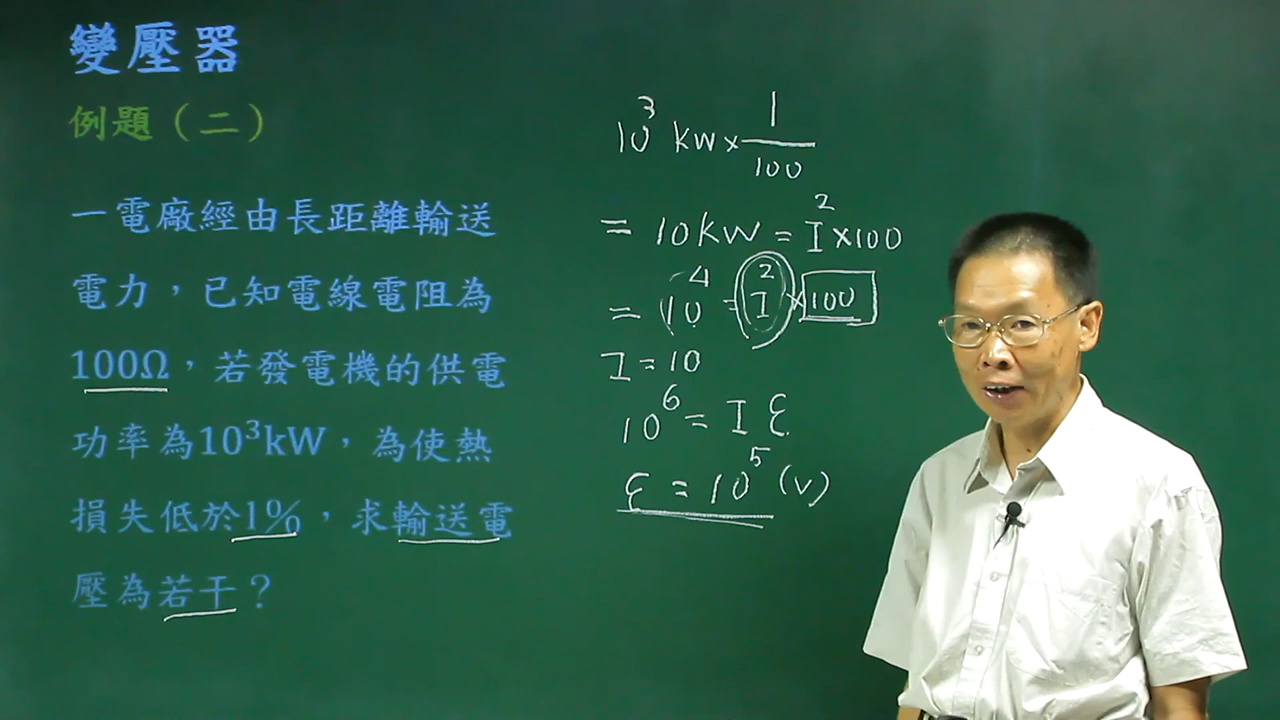 變壓器
例題（二）
一電廠經由長距離輸送
電力，已知電線電阻為
100Ω，若發電機的供電
功率為10³kW，為使熱
損失低於1%，求輸送電
壓為若干？
10³ kW × 1/100
= 10KW = I² × 100
= 10⁴ = I² × 100
I = 10
10⁶ = I ε
ε = 10⁵ (V)